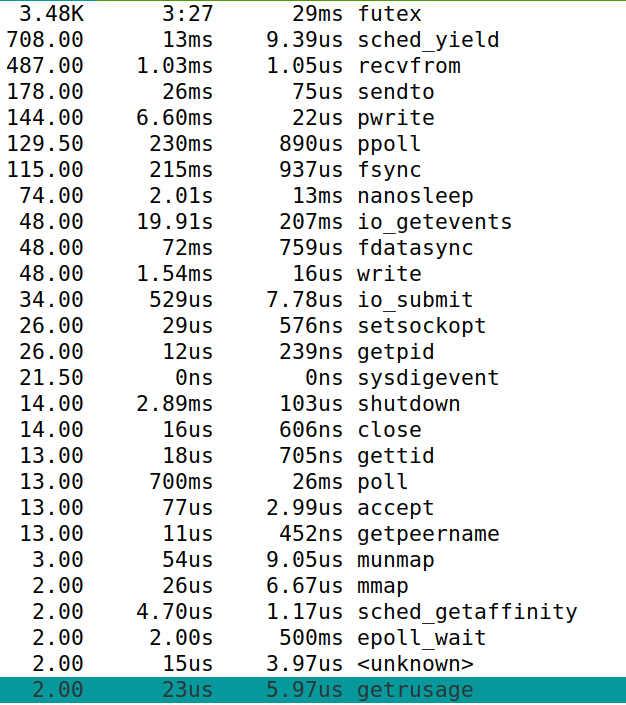 3.48K 3:27 29ms futex
708.00 13ms 9.39us sched_yield
487.00 1.03ms 1.05us recvfrom
178.00 26ms 75us sendto
144.00 6.60ms 22us pwrite
129.50 230ms 890us ppoll
115.00 215ms 937us fsync
74.00 2.01s 13ms nanosleep
48.00 19.91s 207ms io_getevents
48.00 72ms 759us fdatasync
48.00 1.54ms 16us write
34.00 529us 7.78us io_submit
26.00 29us 576ns setsockopt
26.00 12us 239ns getpid
21.50 0ns 0ns sysdigevent
14.00 2.89ms 103us shutdown
14.00 16us 606ns close
13.00 18us 705ns gettid
13.00 700ms 26ms poll
13.00 77us 2.99us accept
13.00 11us 452ns getpeername
3.00 54us 9.05us munmap
2.00 26us 6.67us mmap
2.00 4.70us 1.17us sched_getaffinity
2.00 2.00s 500ms epoll_wait
2.00 15us 3.97us <unknown>
2.00 23us 5.97us getrusage